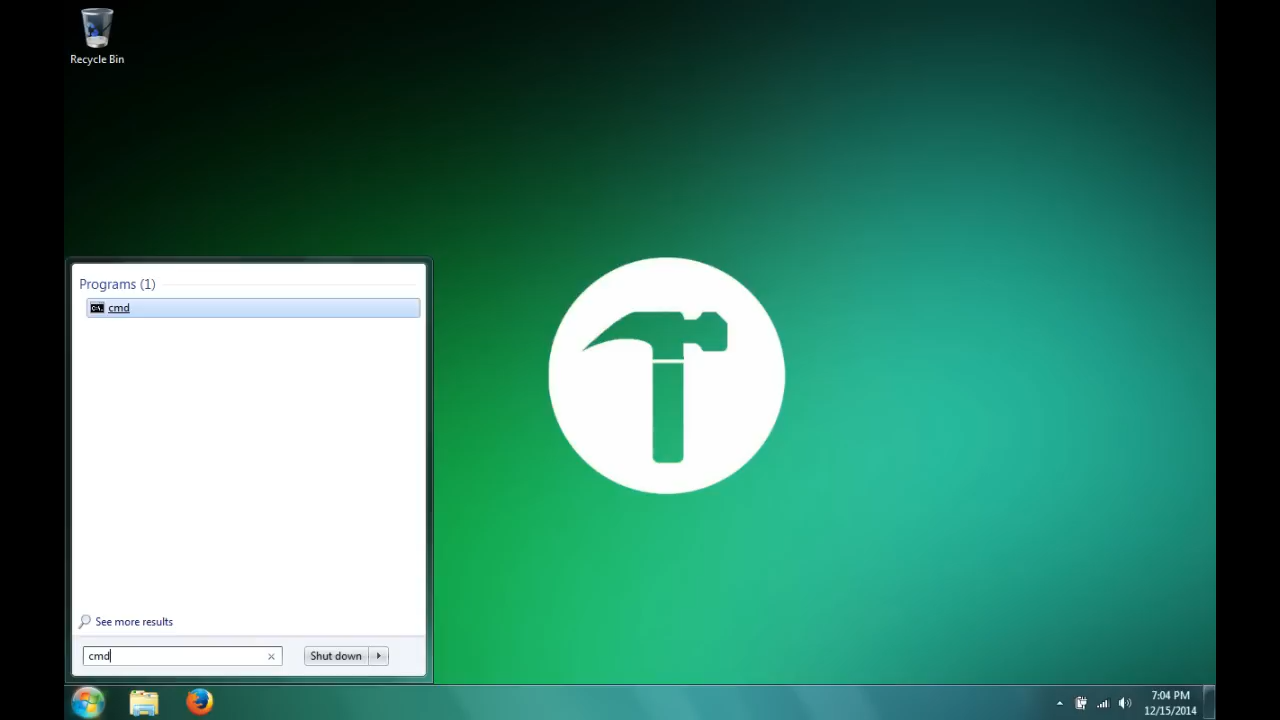 Recycle Bin
Programs (1)
cmd
See more results
cmd
Shut down
7:04 PM
12/15/2014